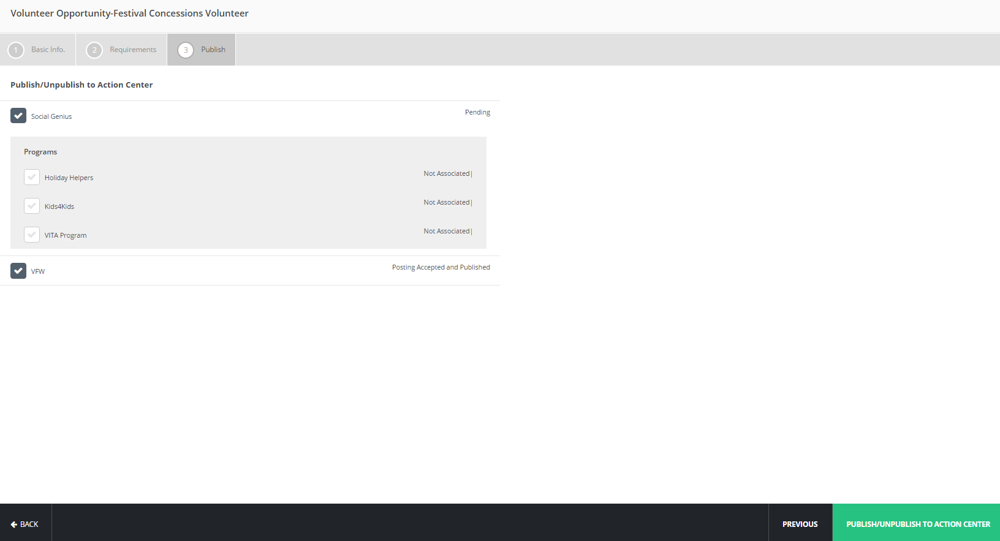 Volunteer Opportunity-Festival Concessions Volunteer
1 Basic Info. 2 Requirements 3 Publish
Publish/Unpublish to Action Center
Social Genius Pending
Programs
Holiday Helpers Not Associated|
Kids4Kids Not Associated|
VITA Program Not Associated|
VFW Posting Accepted and Published
BACK PREVIOUS PUBLISH/UNPUBLISH TO ACTION CENTER